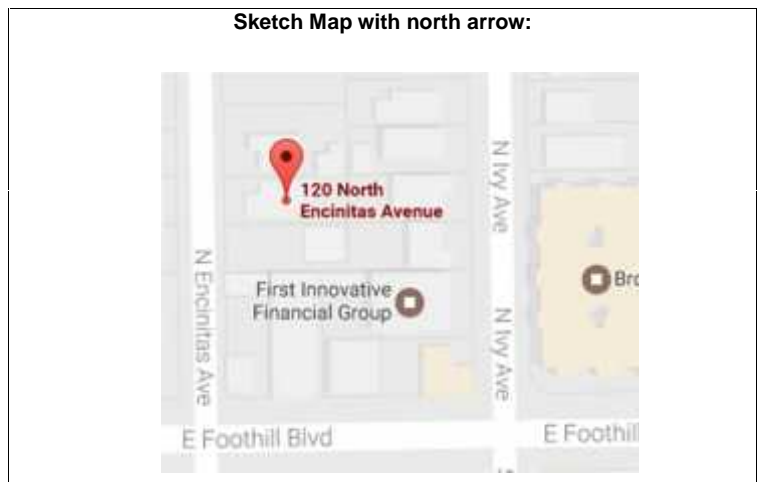 Sketch Map with north arrow:
N Ivy Ave
120 North
Encinitas Avenue
N Encinitas Ave
First Innovative
Financial Group
Bro
N Ivy Ave
E Foothill Blvd
E Foothill